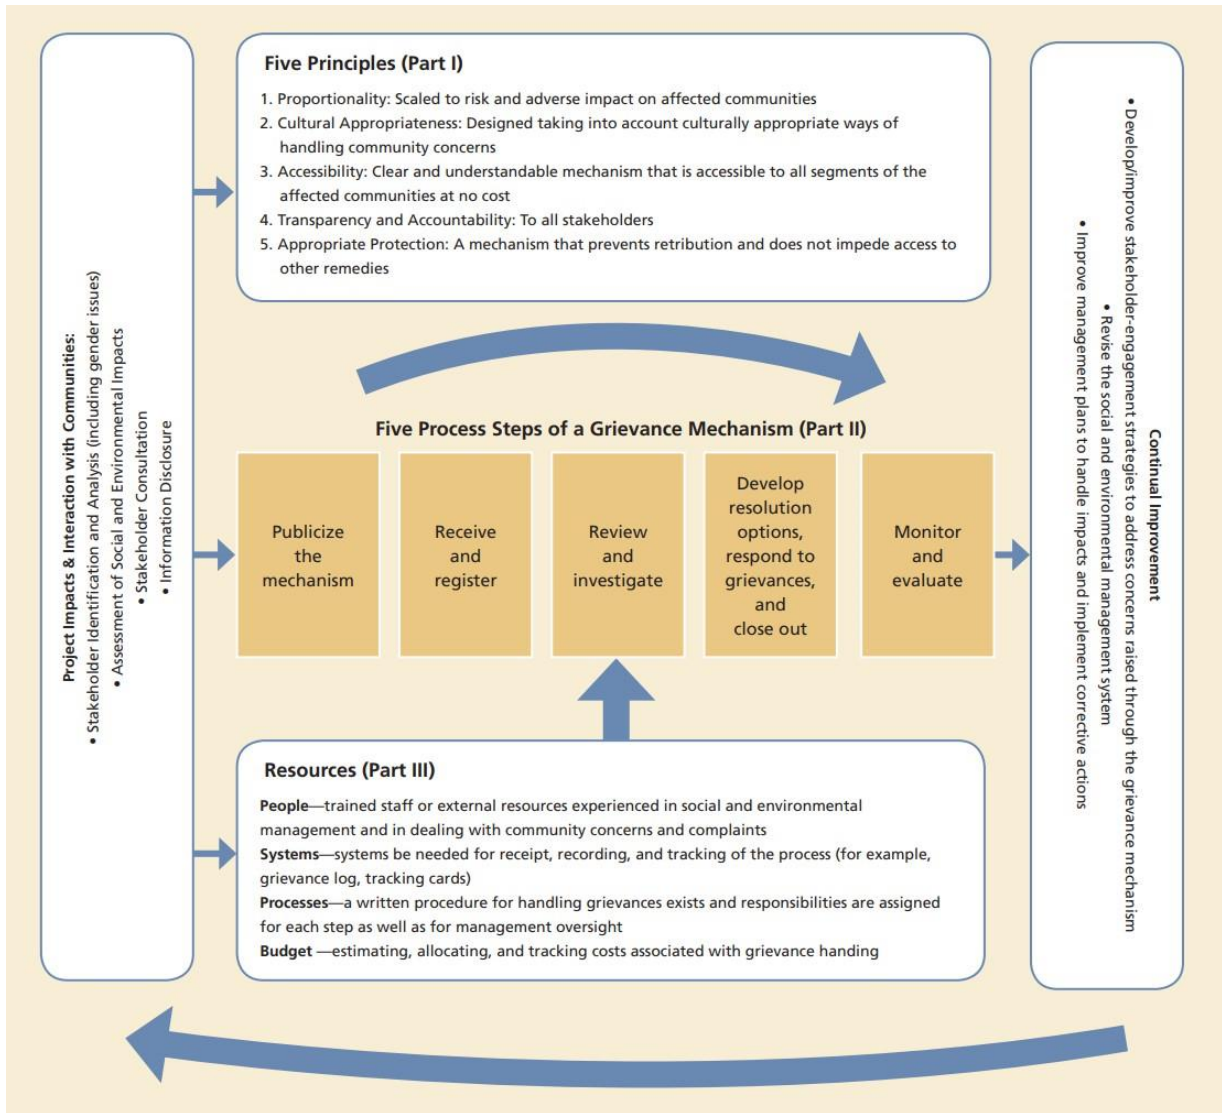 Project Impacts & Interaction with Communities:
• Stakeholder Identification and Analysis (including gender issues)
• Assessment of Social and Environmental Impacts
• Stakeholder Consultation
• Information Disclosure
Five Principles (Part I)
1. Proportionality: Scaled to risk and adverse impact on affected communities
2. Cultural Appropriateness: Designed taking into account culturally appropriate ways of
handling community concerns
3. Accessibility: Clear and understandable mechanism that is accessible to all segments of the
affected communities at no cost
4. Transparency and Accountability: To all stakeholders
5. Appropriate Protection: A mechanism that prevents retribution and does not impede access to
other remedies
Five Process Steps of a Grievance Mechanism (Part II)
Publicize
the
mechanism
Receive
and
register
Review
and
investigate
Develop
resolution
options,
respond to
grievances,
and
close out
Monitor
and
evaluate
Resources (Part III)
People—trained staff or external resources experienced in social and environmental
management and in dealing with community concerns and complaints
Systems—systems be needed for receipt, recording, and tracking of the process (for example,
grievance log, tracking cards)
Processes—a written procedure for handling grievances exists and responsibilities are assigned
for each step as well as for management oversight
Budget —estimating, allocating, and tracking costs associated with grievance handing
Continual Improvement
• Develop/improve stakeholder-engagement strategies to address concerns raised through the grievance mechanism
• Revise the social and environmental management system
• Improve management plans to handle impacts and implement corrective actions